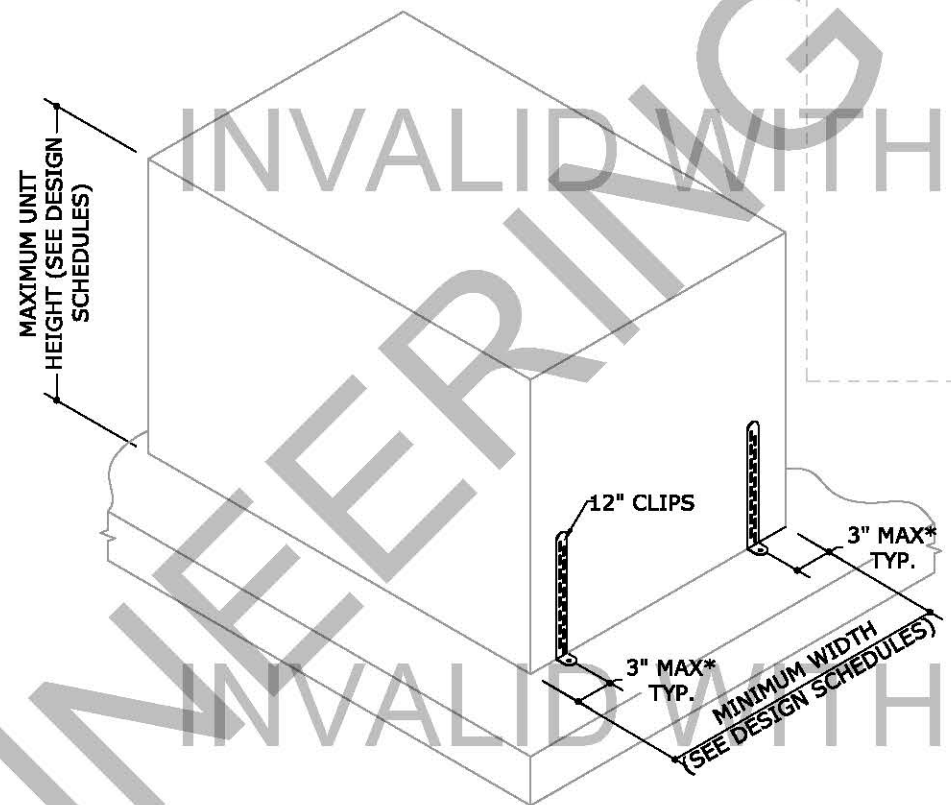 MAXIMUM UNIT
HEIGHT (SEE DESIGN
SCHEDULES)
INVALID WITH
12" CLIPS
3" MAX*
TYP.
3" MAX*
TYP.
MINIMUM WIDTH
(SEE DESIGN SCHEDULES)
INVALID WITH
NEERING